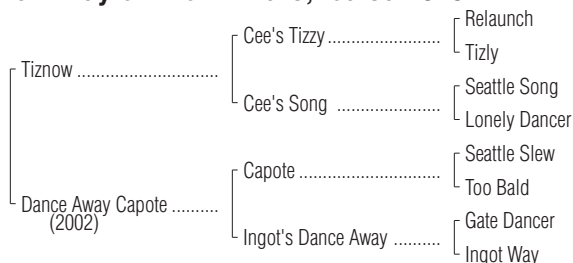 Relaunch
Cee's Tizzy ........................
Tizly
Tiznow ..............................
Seattle Song
Cee's Song ......................
Lonely Dancer
Seattle Slew
Capote ..............................
Too Bald
Dance Away Capote ..........
(2002)
Gate Dancer
Ingot's Dance Away ..........
Ingot Way